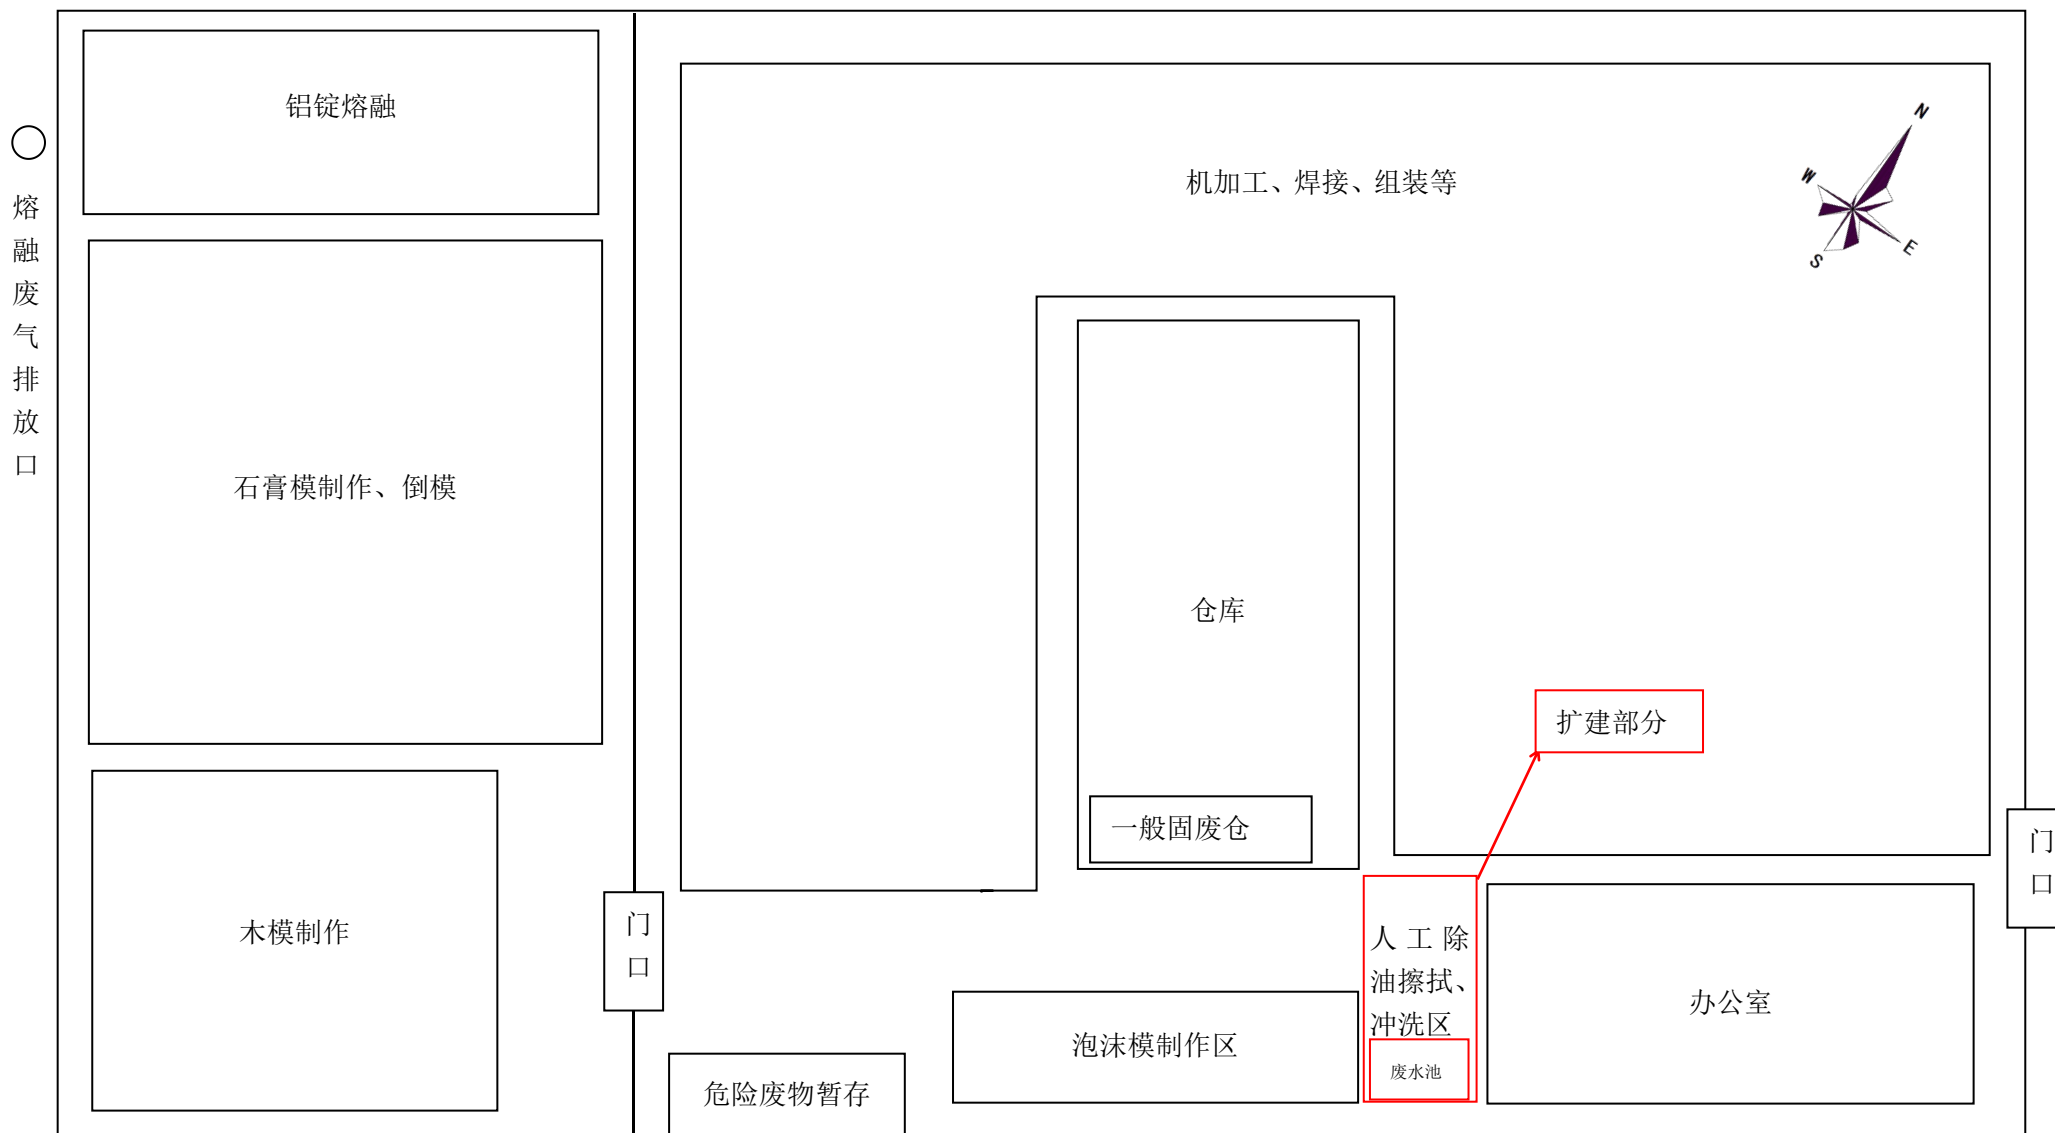 铝锭熔融
熔
融
废
气
排
放
口
石膏模制作、倒模
木模制作
门
口
机加工、焊接、组装等
N
W
E
S
仓库
一般固废仓
扩建部分
门
口
人工除
油擦拭、
冲洗区
废水池
办公室
泡沫模制作区
危险废物暂存